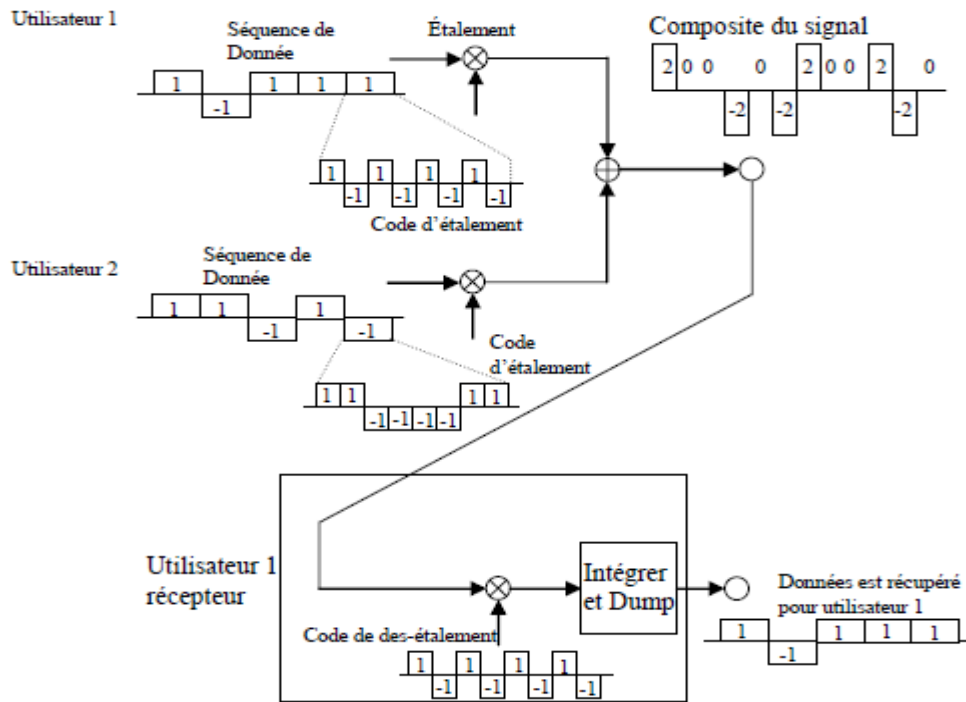 Utilisateur 1
Séquence de
Donnée
Étalement
Composite du signal
1 -1 1 1 1
2 0 0 -2 0 -2 2 0 0 2 -2 0
1 -1 1 -1 1 -1 1 -1
Code d'étalement
Utilisateur 2
Séquence de
Donnée
1 1 -1 1 -1
Code
d'étalement
1 1 -1 -1 -1 -1 1 1
Utilisateur 1
récepteur
Intégrer
et Dump
Données est récupéré
pour utilisateur 1
Code de des-étalement
1 -1 1 1 1
1 -1 1 -1 1 -1 1 -1